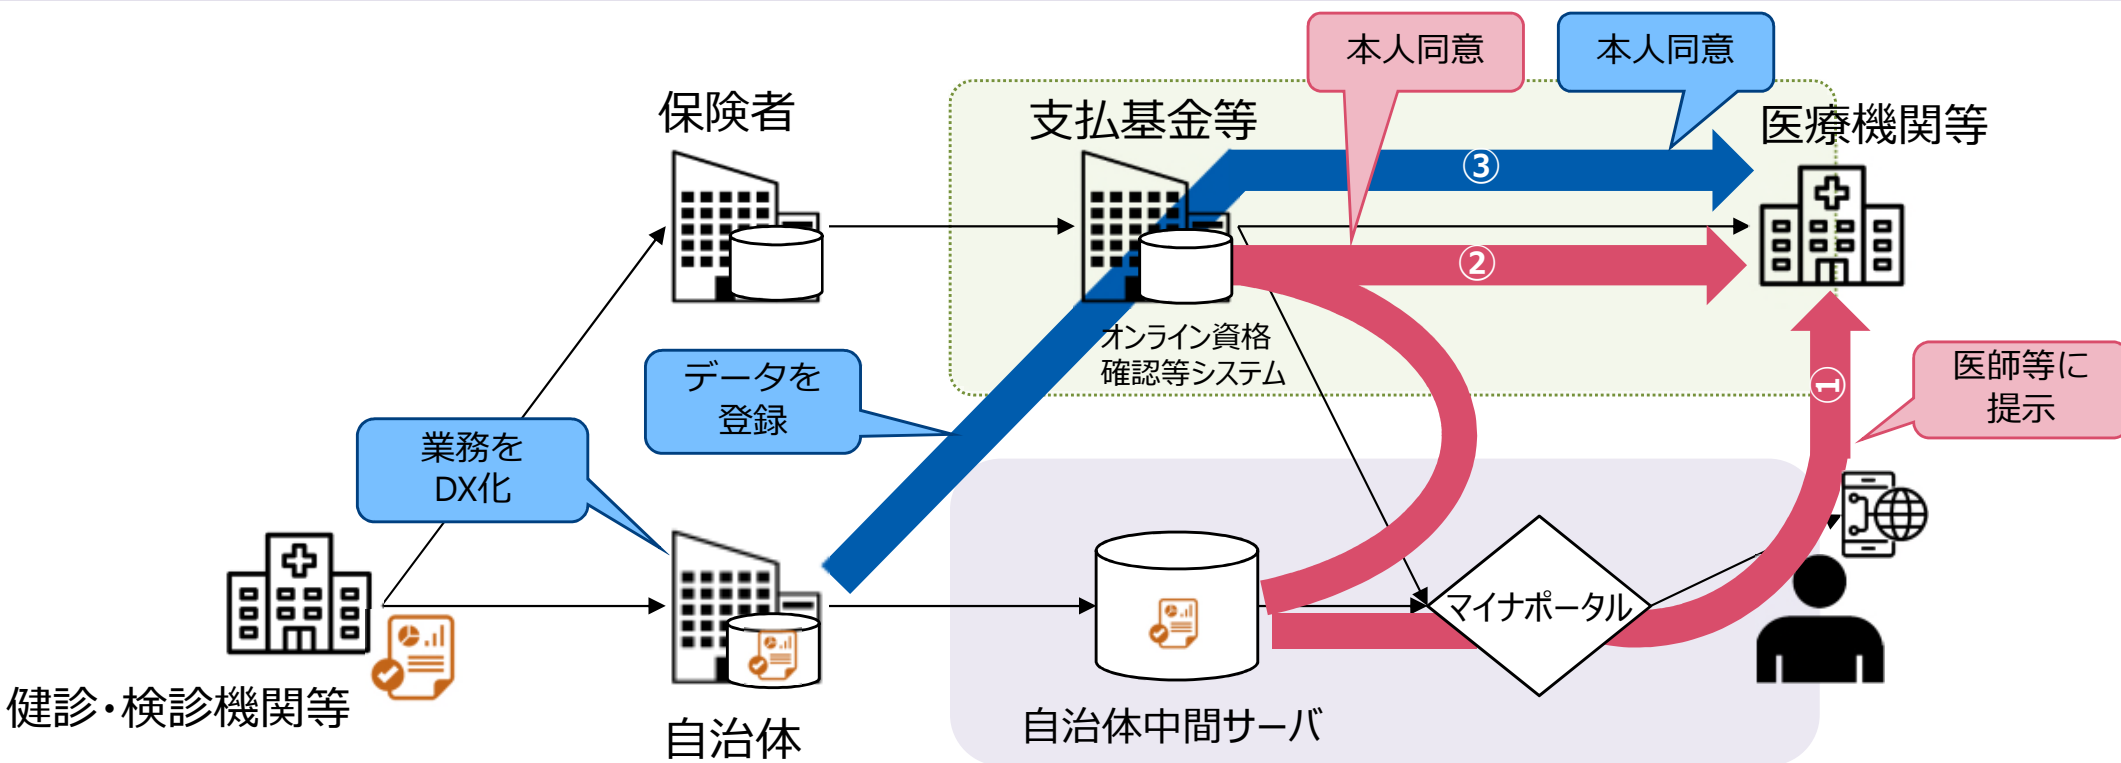 本人同意
本人同意
保険者
支払基金等
医療機関等
③
②
オンライン資格
確認等システム
データを
登録
医師等に
提示
①
業務を
DX化
マイナポータル
健診・検診機関等
自治体
自治体中間サーバ